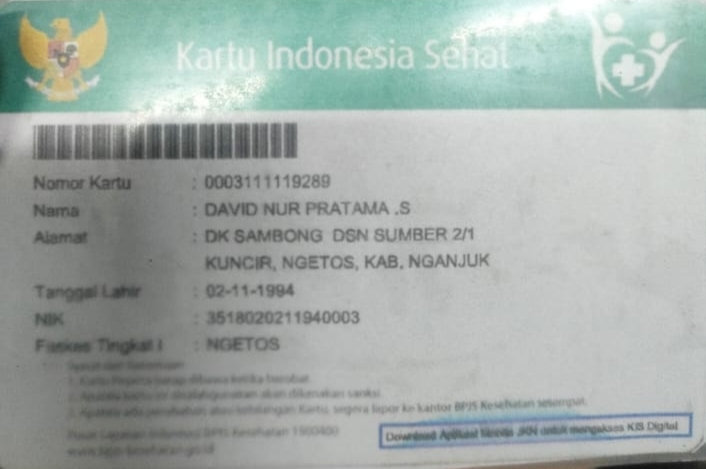 Kartu Indonesia Sehat
Nomor Kartu : 0003111119289
Nama : DAVID NUR PRATAMA .S
Alamat : DK SAMBONG DSN SUMBER 2/1
KUNCIR, NGETOS, KAB. NGANJUK
Tanggal Lahir : 02-11-1994
NIK : 3518020211940003
Faskes Tingkat I : NGETOS
Syarat dan Ketentuan
1. Kartu Peserta harap dibawa ketika berobat
2. Apabila kartu ini disalahgunakan akan dikenakan sanksi.
3. Apabila ada perubahan atau kehilangan Kartu, segera lapor ke kantor BPJS Kesehatan setempat.
Pusat Layanan Informasi BPJS Kesehatan 1500400
www.bpjs-kesehatan.go.id
Download Aplikasi Mobile JKN untuk mengakses KIS Digital